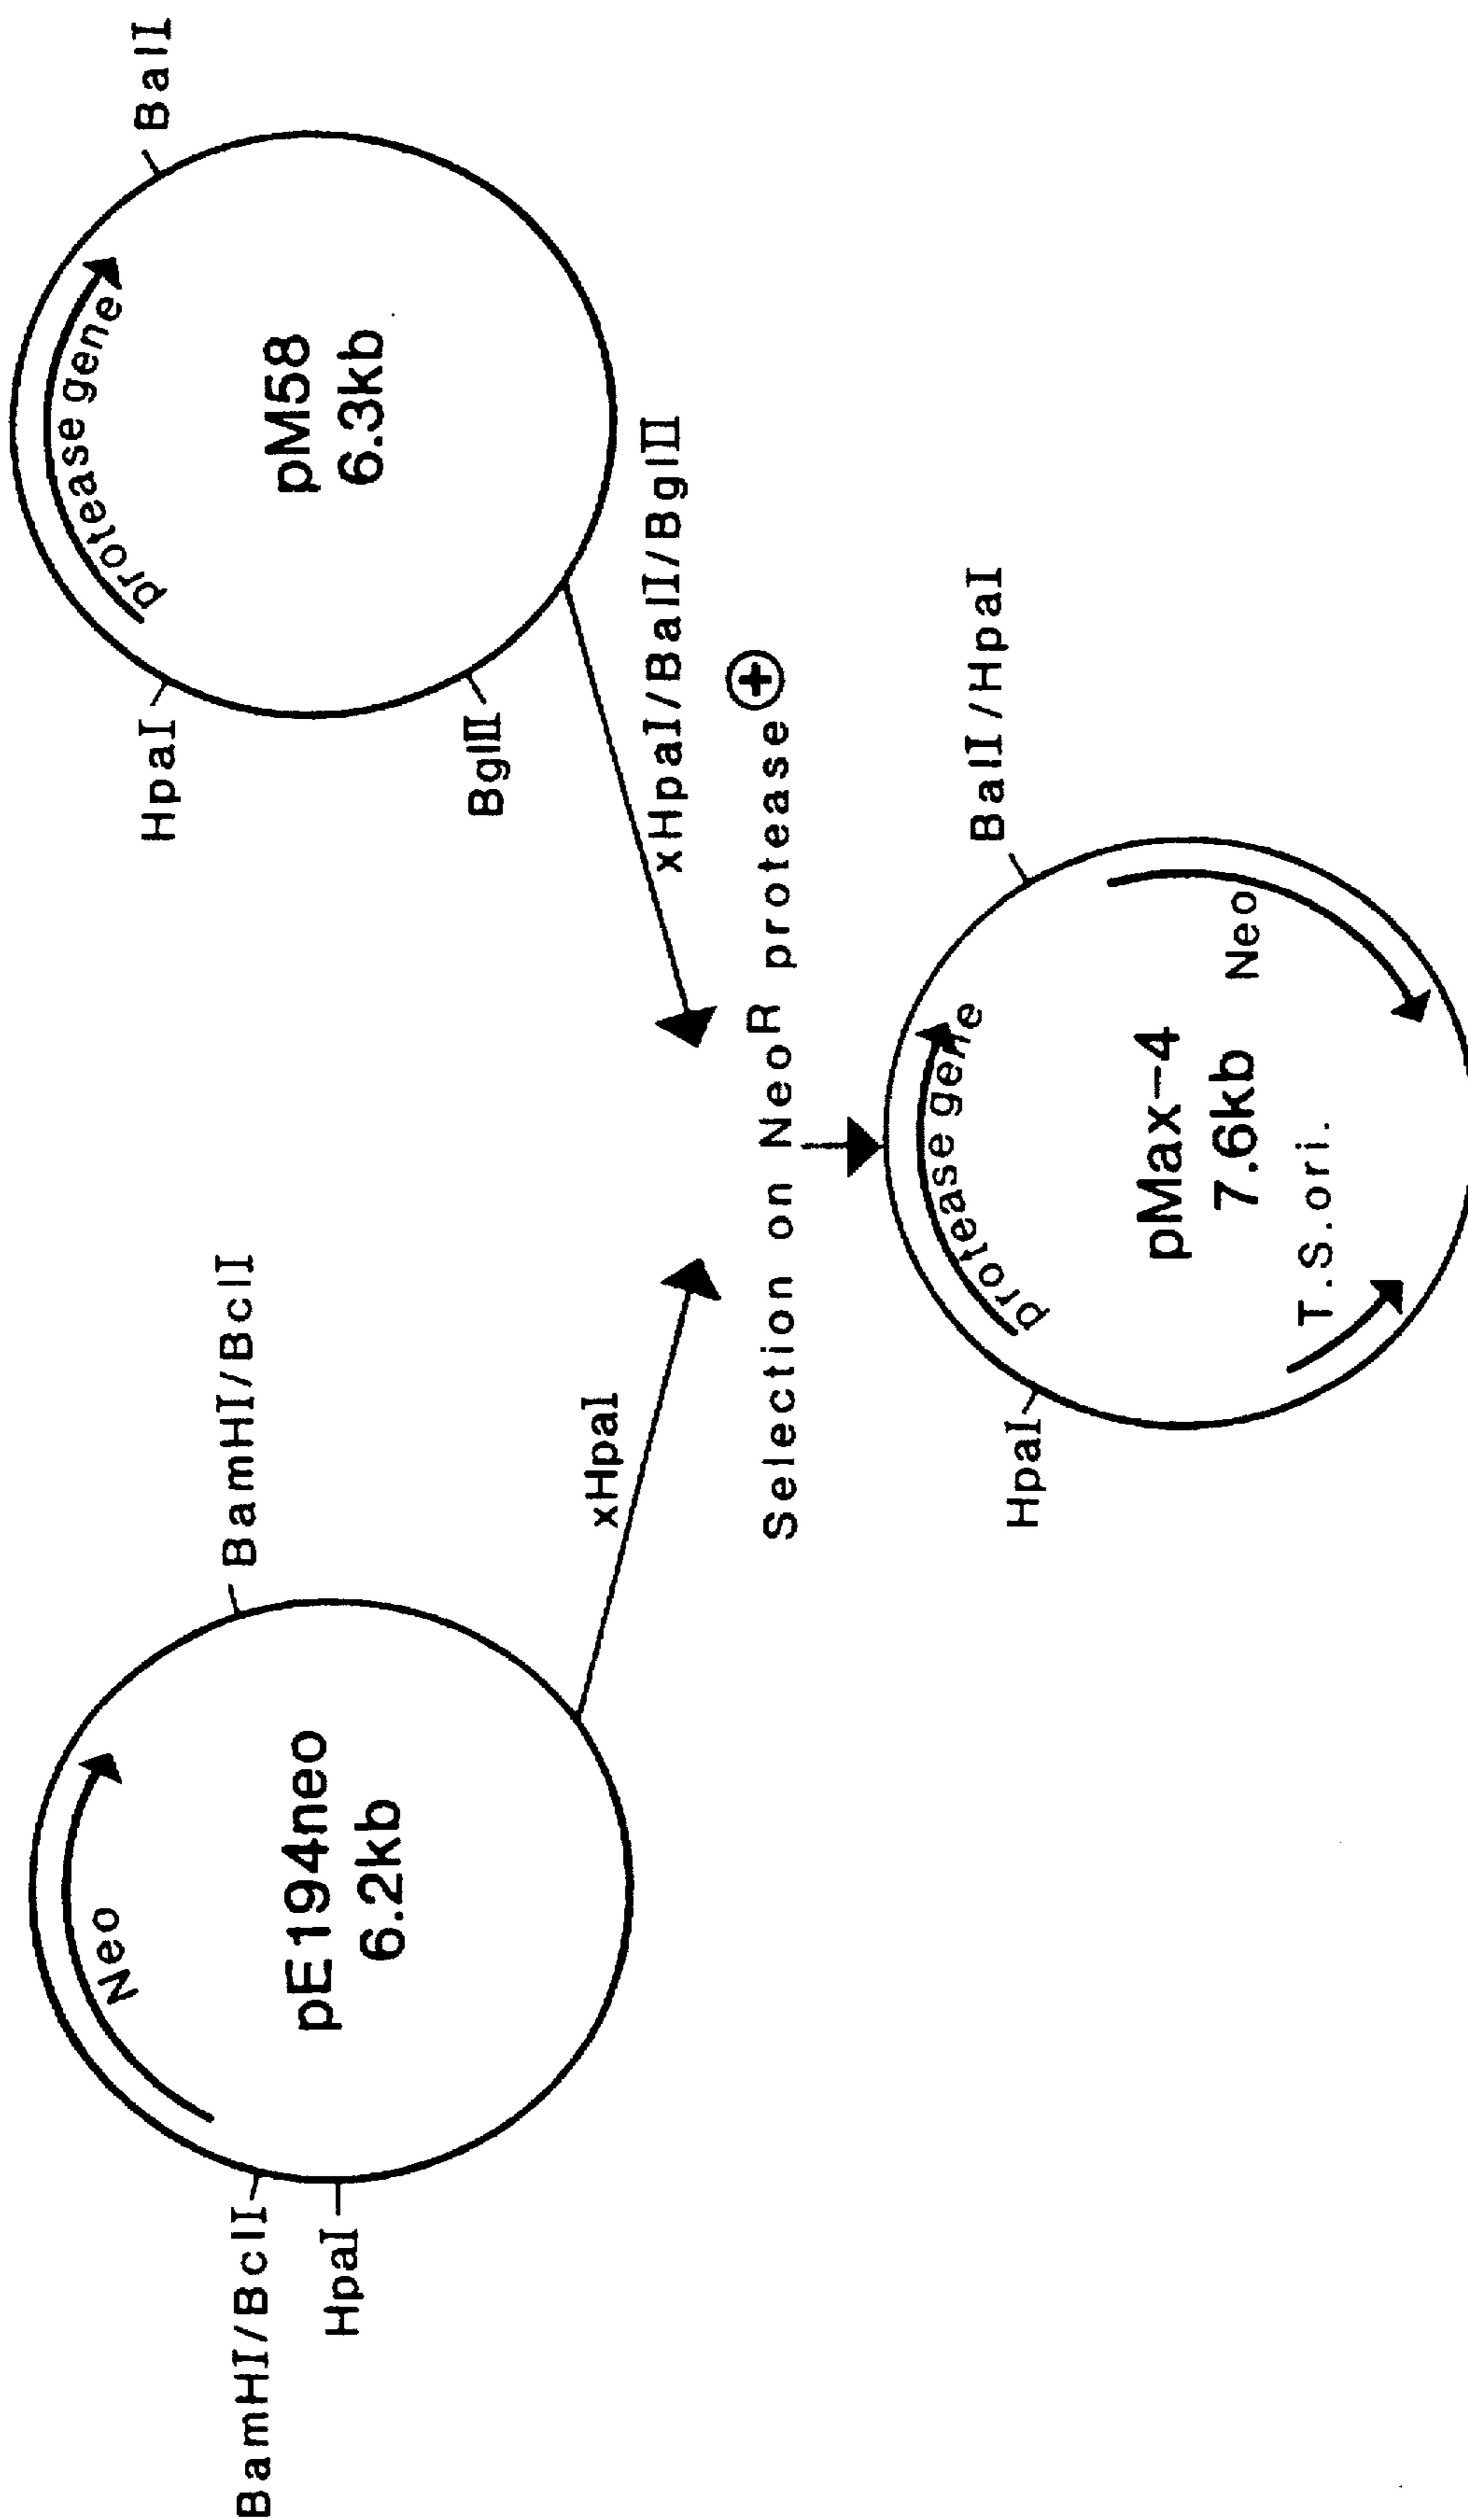 BamHI/BclI
HpaI
Neo
pE194neo
6.2kb
BamHI/BclI
xHpaI
HpaI
BglII
Protease gene
pM58
6.3kb
BalI
xHpaI/BalI/BglII
Selection on NeoR protease +
HpaI
Protease gene
BalI/HpaI
pMax-4
7.6kb
Neo
T.S.ori.